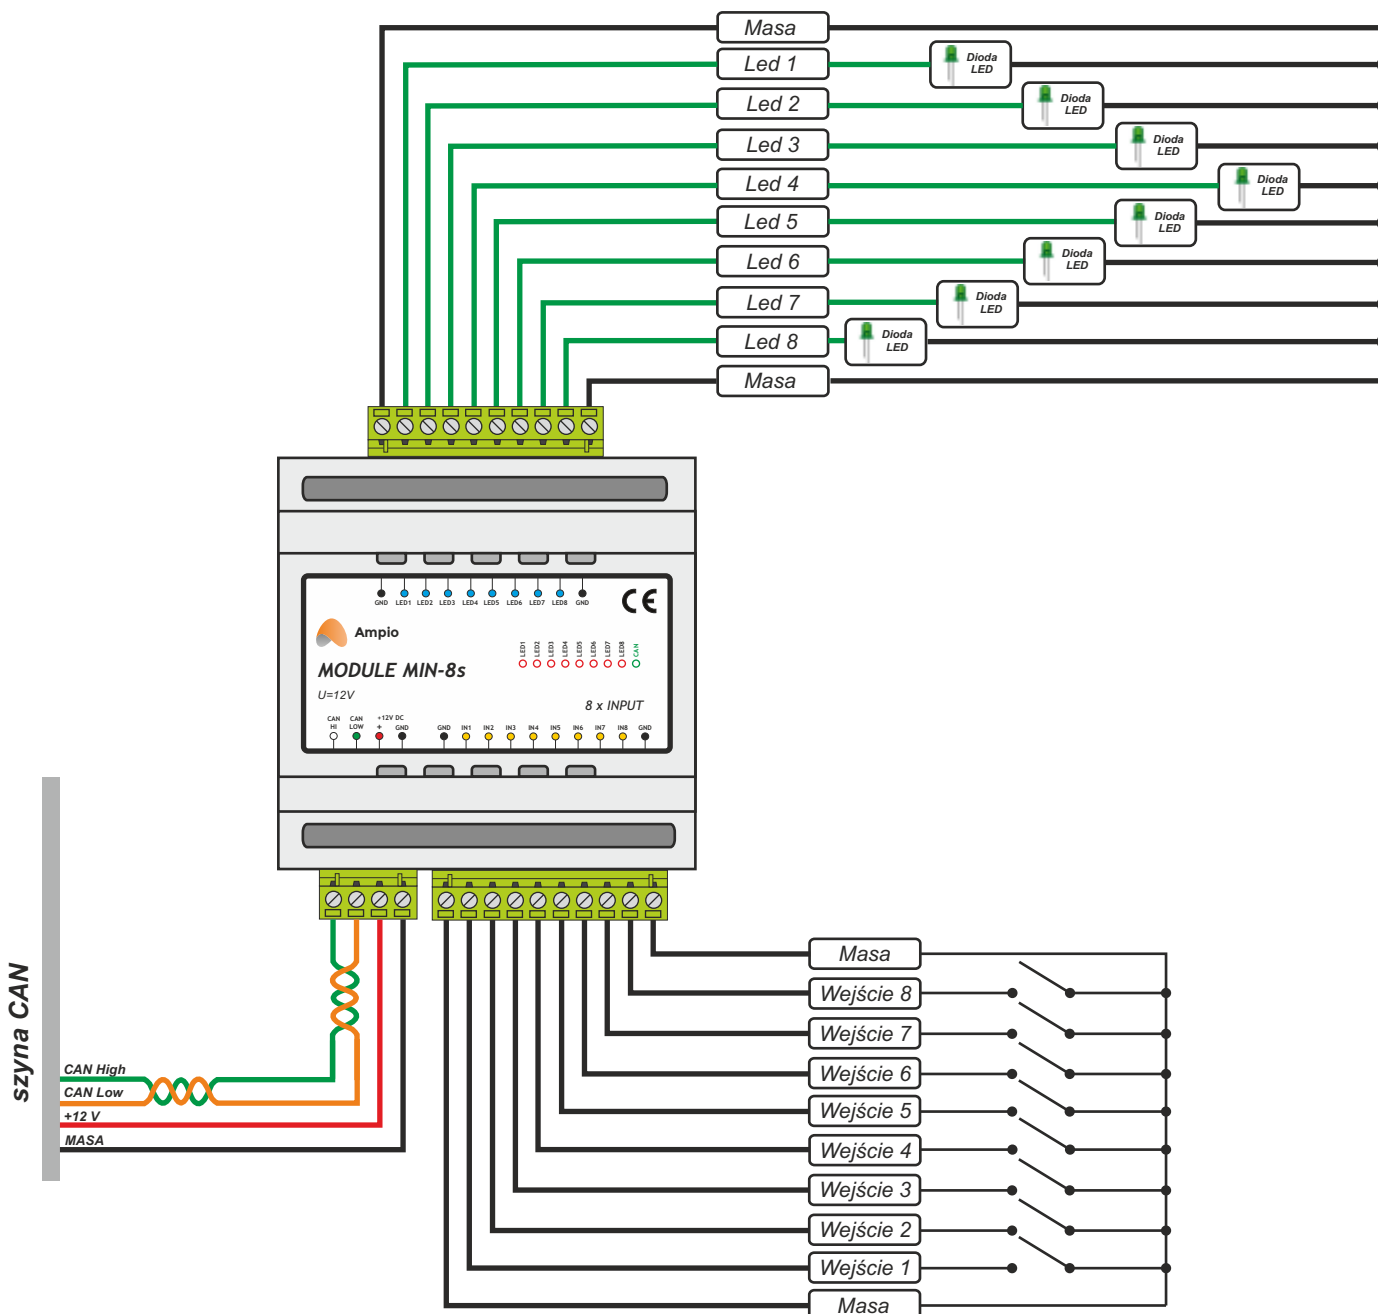 Masa
Led 1
Dioda
LED
Led 2
Dioda
LED
Led 3
Dioda
LED
Led 4
Dioda
LED
Led 5
Dioda
LED
Led 6
Dioda
LED
Led 7
Dioda
LED
Led 8
Dioda
LED
Masa
GND LED1 LED2 LED3 LED4 LED5 LED6 LED7 LED8 GND
CE
Ampio
LED1 LED2 LED3 LED4 LED5 LED6 LED7 LED8 CAN
MODULE MIN-8s
U=12V
8 x INPUT
CAN HI
CAN LOW
+12V DC
+
GND
GND IN1 IN2 IN3 IN4 IN5 IN6 IN7 IN8 GND
szyna CAN
CAN High
CAN Low
+12 V
MASA
Masa
Wejście 8
Wejście 7
Wejście 6
Wejście 5
Wejście 4
Wejście 3
Wejście 2
Wejście 1
Masa